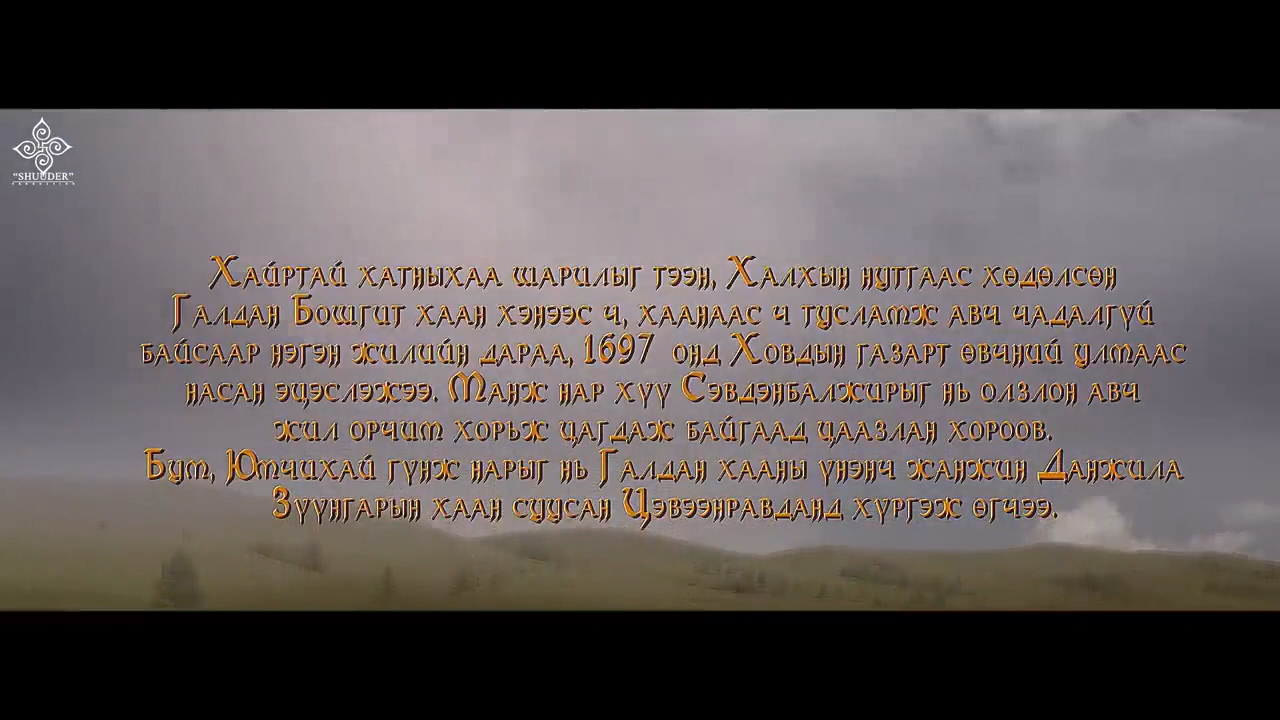 "SHUUDER"
Хайртай хатныхаа шарилыг тээн, Халхын нутгаас хөдөлсөн
Галдан Бошгит хаан хэнээс ч, хаанаас ч тусламж авч чадалгүй
байсаар нэгэн жилийн дараа, 1697 онд Ховдын газарт өвчний улмаас
насан эцэслэжээ. Манж нар хүү Сэвдэнбалжирыг нь олзлон авч
жил орчим хорьж цагдаж байгаад цаазлан хороов.
Бум, Юмчихай гүнж нарыг нь Галдан хааны үнэнч жанжин Данжила
Зүүнгарын хаан суусан Цэвээнравданд хүргэж өгчээ.